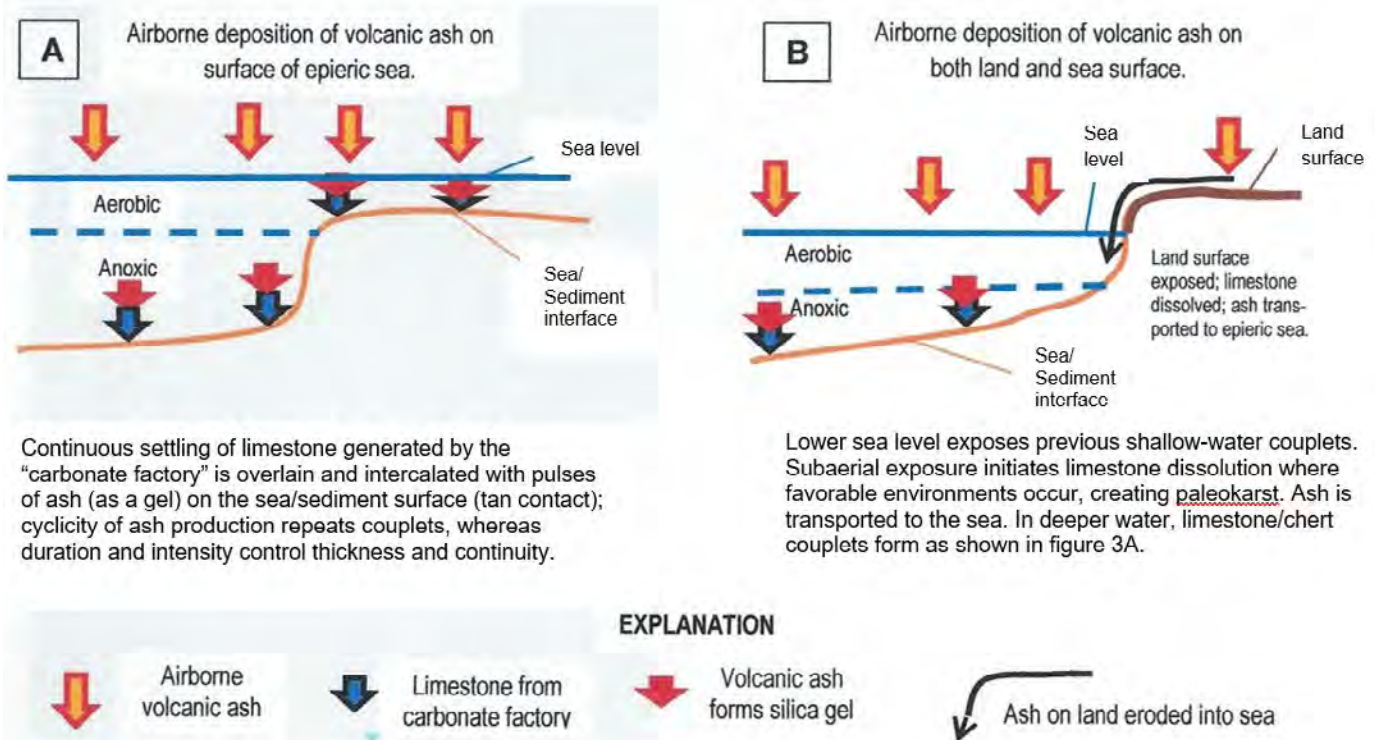 A
Airborne deposition of volcanic ash on
surface of epieric sea.
Sea level
Aerobic
Anoxic
Sea/
Sediment
interface
Continuous settling of limestone generated by the
“carbonate factory” is overlain and intercalated with pulses
of ash (as a gel) on the sea/sediment surface (tan contact);
cyclicity of ash production repeats couplets, whereas
duration and intensity control thickness and continuity.
B
Airborne deposition of volcanic ash on
both land and sea surface.
Sea
level
Land
surface
Aerobic
Anoxic
Land surface
exposed; limestone
dissolved; ash trans-
ported to epieric sea.
Sea/
Sediment
interface
Lower sea level exposes previous shallow-water couplets.
Subaerial exposure initiates limestone dissolution where
favorable environments occur, creating paleokarst. Ash is
transported to the sea. In deeper water, limestone/chert
couplets form as shown in figure 3A.
EXPLANATION
Airborne
volcanic ash
Limestone from
carbonate factory
Volcanic ash
forms silica gel
Ash on land eroded into sea